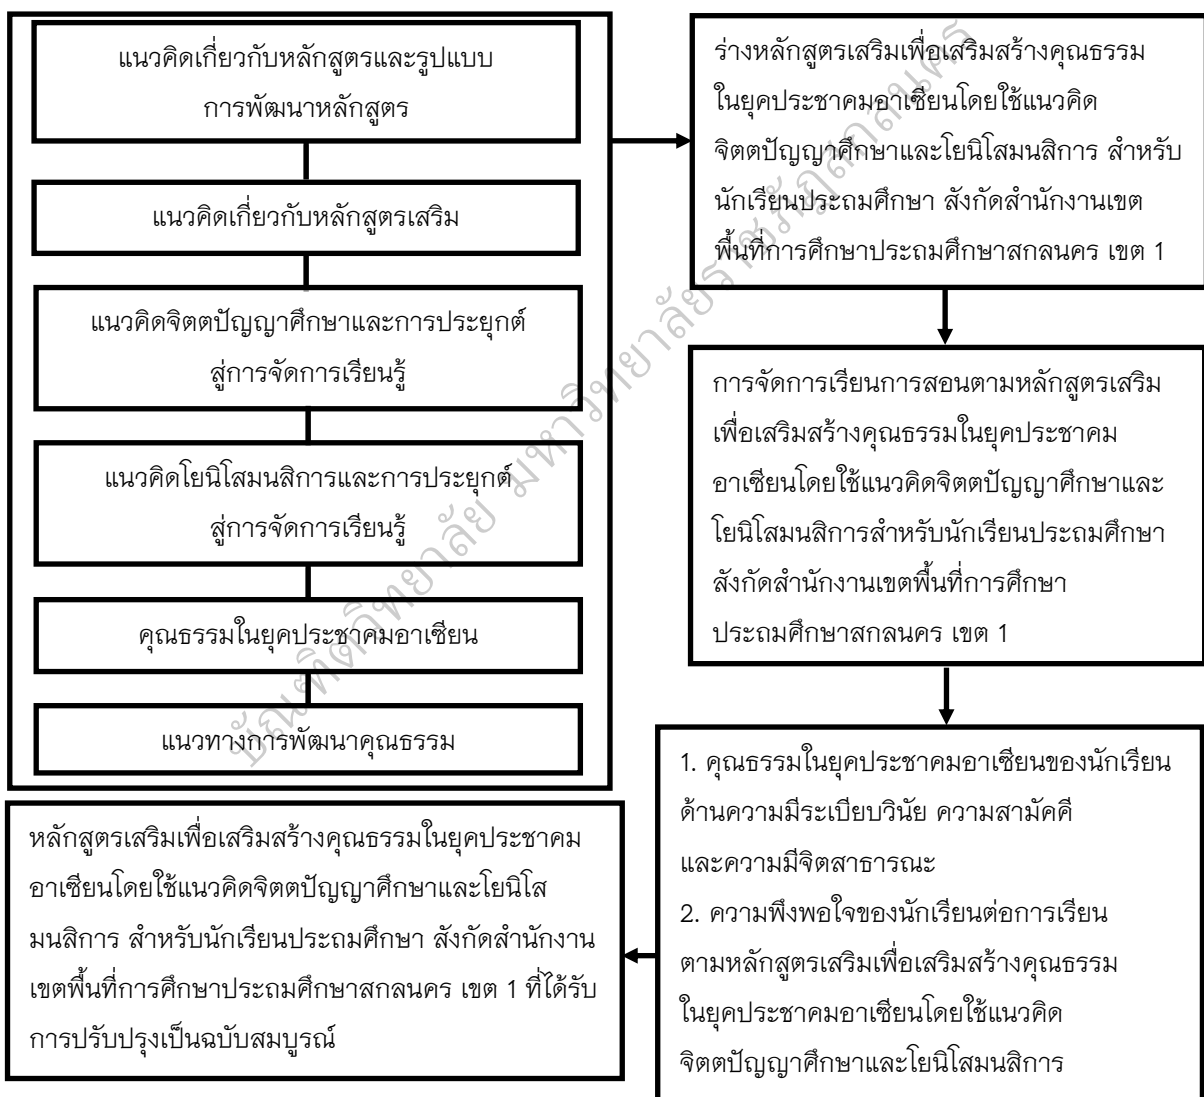 แนวคิดเกี่ยวกับหลักสูตรและรูปแบบ
การพัฒนาหลักสูตร
แนวคิดเกี่ยวกับหลักสูตรเสริม
แนวคิดจิตตปัญญาศึกษาและการประยุกต์
สู่การจัดการเรียนรู้
แนวคิดโยนิโสมนสิการและการประยุกต์
สู่การจัดการเรียนรู้
คุณธรรมในยุคประชาคมอาเซียน
แนวทางการพัฒนาคุณธรรม
ร่างหลักสูตรเสริมเพื่อเสริมสร้างคุณธรรม
ในยุคประชาคมอาเซียนโดยใช้แนวคิด
จิตตปัญญาศึกษาและโยนิโสมนสิการ สำหรับ
นักเรียนประถมศึกษา สังกัดสำนักงานเขต
พื้นที่การศึกษาประถมศึกษาสกลนคร เขต 1
การจัดการเรียนการสอนตามหลักสูตรเสริม
เพื่อเสริมสร้างคุณธรรมในยุคประชาคม
อาเซียนโดยใช้แนวคิดจิตตปัญญาศึกษาและ
โยนิโสมนสิการสำหรับนักเรียนประถมศึกษา
สังกัดสำนักงานเขตพื้นที่การศึกษา
ประถมศึกษาสกลนคร เขต 1
1. คุณธรรมในยุคประชาคมอาเซียนของนักเรียน
ด้านความมีระเบียบวินัย ความสามัคคี
และความมีจิตสาธารณะ
2. ความพึงพอใจของนักเรียนต่อการเรียน
ตามหลักสูตรเสริมเพื่อเสริมสร้างคุณธรรม
ในยุคประชาคมอาเซียนโดยใช้แนวคิด
จิตตปัญญาศึกษาและโยนิโสมนสิการ
หลักสูตรเสริมเพื่อเสริมสร้างคุณธรรมในยุคประชาคม
อาเซียนโดยใช้แนวคิดจิตตปัญญาศึกษาและโยนิโส
มนสิการ สำหรับนักเรียนประถมศึกษา สังกัดสำนักงาน
เขตพื้นที่การศึกษาประถมศึกษาสกลนคร เขต 1 ที่ได้รับ
การปรับปรุงเป็นฉบับสมบูรณ์
บัณฑิตวิทยาลัย มหาวิทยาลัยราชภัฏสกลนคร